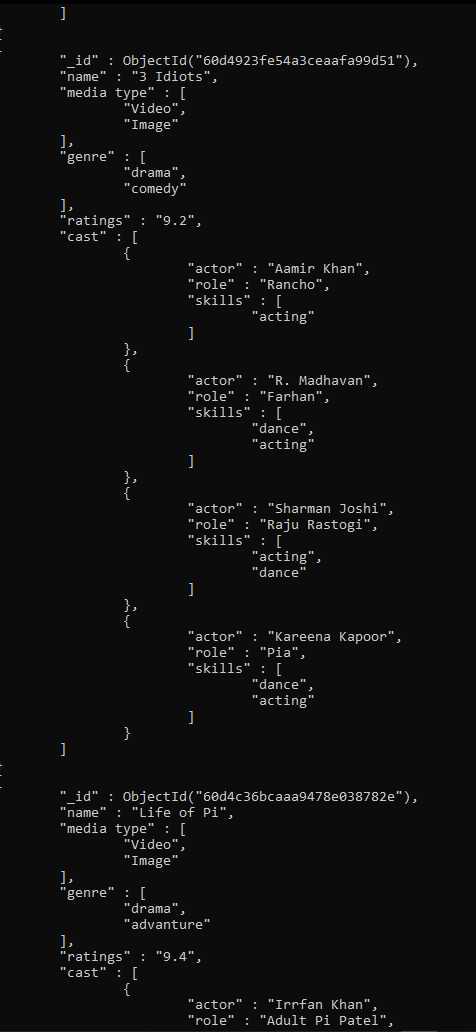 ]
}
{
"_id" : ObjectId("60d4923fe54a3ceaafa99d51"),
"name" : "3 Idiots",
"media type" : [
"Video",
"Image"
],
"genre" : [
"drama",
"comedy"
],
"ratings" : "9.2",
"cast" : [
{
"actor" : "Aamir Khan",
"role" : "Rancho",
"skills" : [
"acting"
]
},
{
"actor" : "R. Madhavan",
"role" : "Farhan",
"skills" : [
"dance",
"acting"
]
},
{
"actor" : "Sharman Joshi",
"role" : "Raju Rastogi",
"skills" : [
"acting",
"dance"
]
},
{
"actor" : "Kareena Kapoor",
"role" : "Pia",
"skills" : [
"dance",
"acting"
]
}
]
}
{
"_id" : ObjectId("60d4c36bcaaa9478e038782e"),
"name" : "Life of Pi",
"media type" : [
"Video",
"Image"
],
"genre" : [
"drama",
"advanture"
],
"ratings" : "9.4",
"cast" : [
{
"actor" : "Irrfan Khan",
"role" : "Adult Pi Patel",